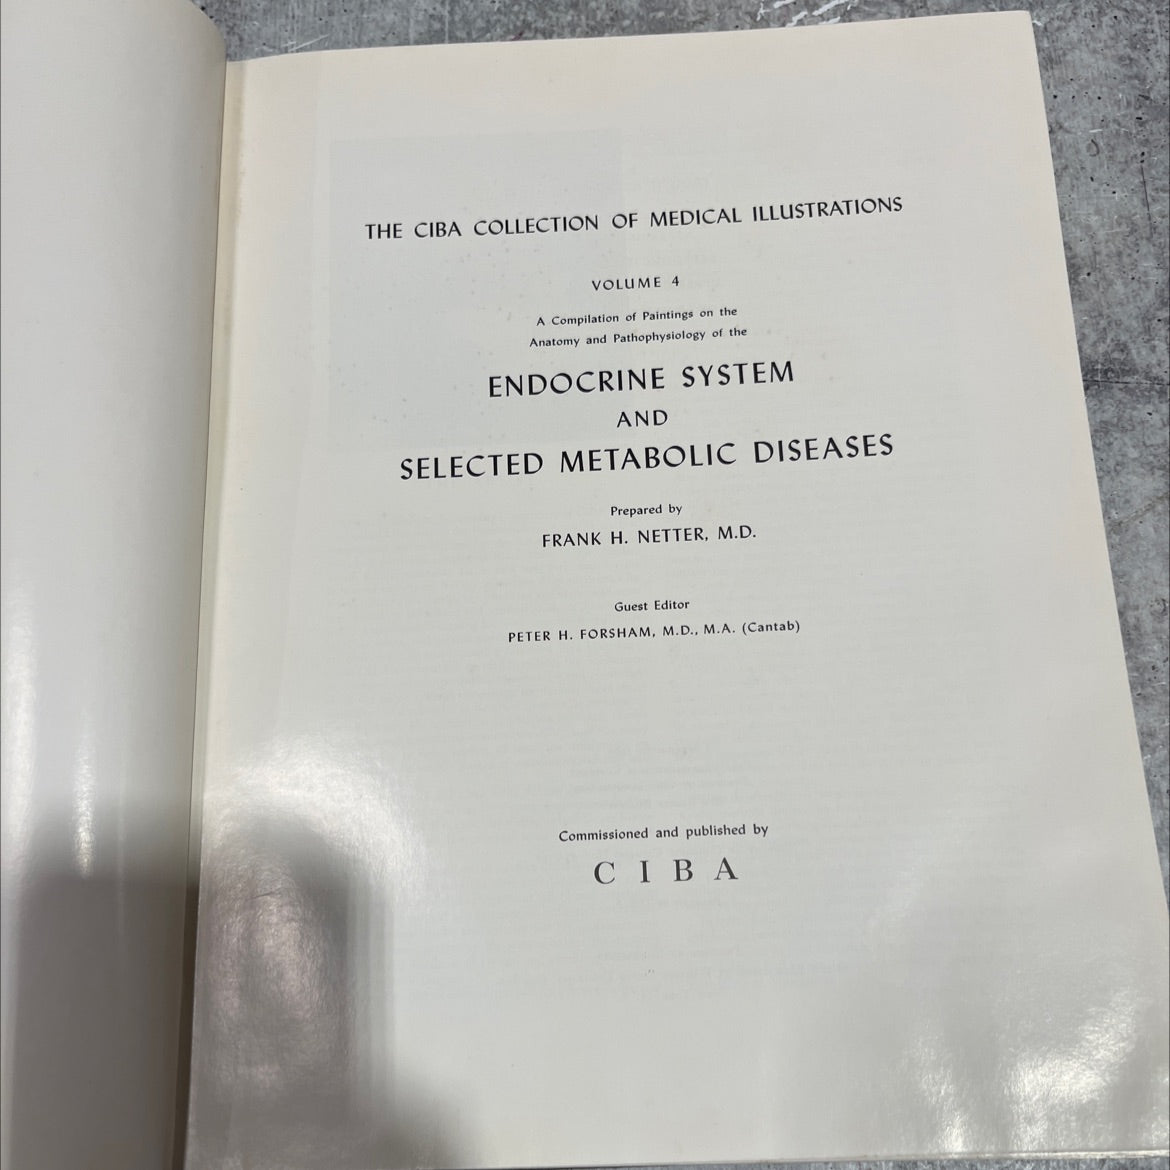 THE CIBA COLLECTION OF MEDICAL ILLUSTRATIONS
VOLUME 4
A Compilation of Paintings on the
Anatomy and Pathophysiology of the
ENDOCRINE SYSTEM
AND
SELECTED METABOLIC DISEASES
Prepared by
FRANK H. NETTER, M.D.
Guest Editor
PETER H. FORSHAM, M.D., M.A. (Cantab)
Commissioned and published by
CIBA